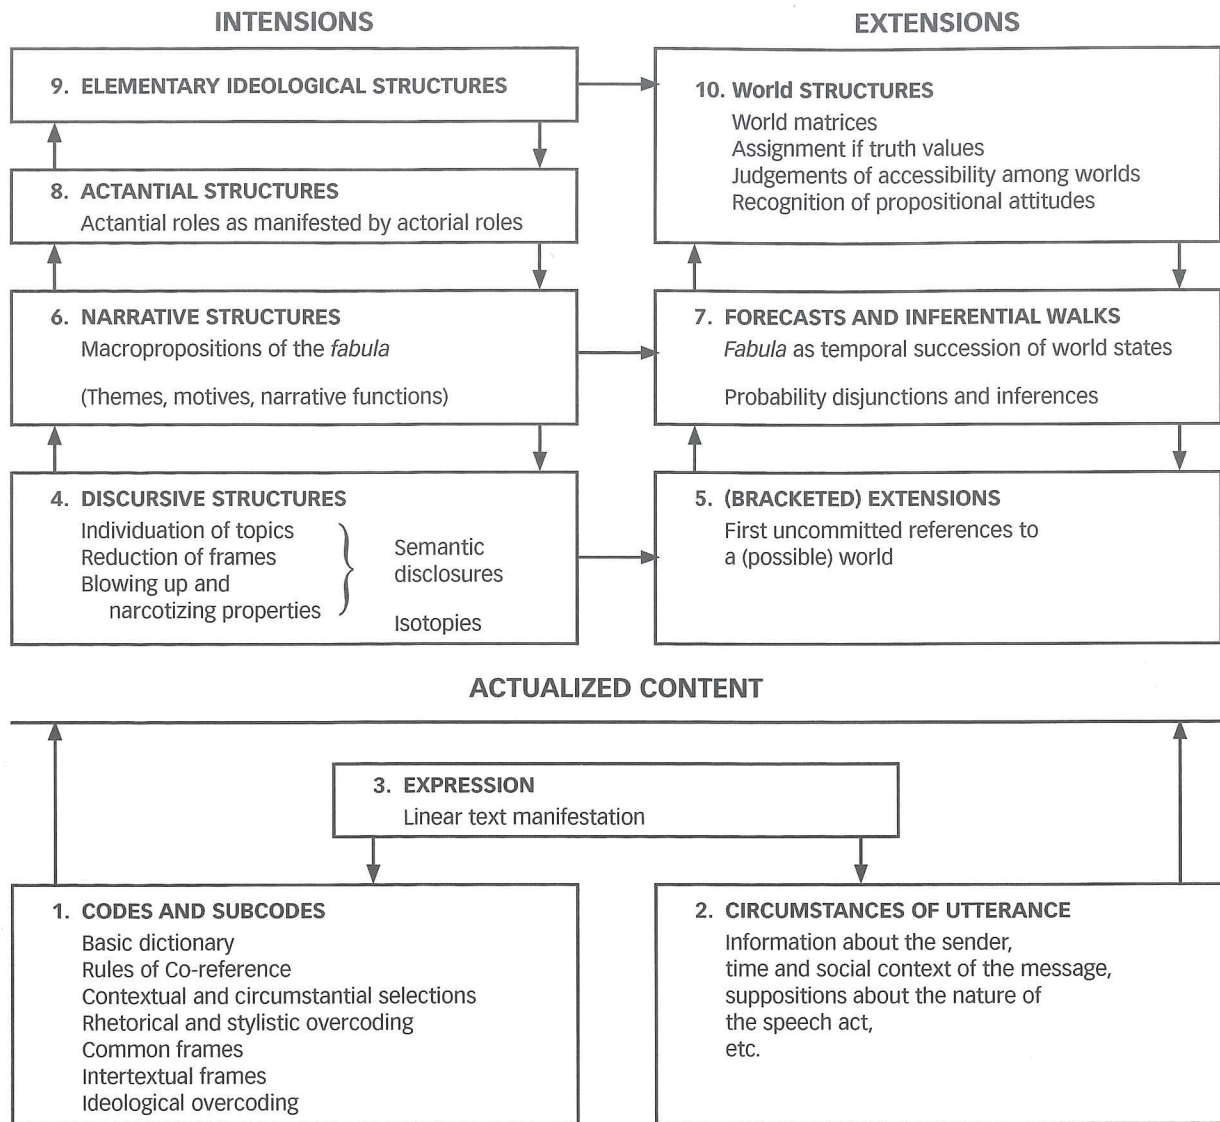 INTENSIONS
EXTENSIONS
9. ELEMENTARY IDEOLOGICAL STRUCTURES
10. World STRUCTURES
World matrices
Assignment if truth values
Judgements of accessibility among worlds
Recognition of propositional attitudes
8. ACTANTIAL STRUCTURES
Actantial roles as manifested by actorial roles
6. NARRATIVE STRUCTURES
Macropropositions of the fabula
(Themes, motives, narrative functions)
7. FORECASTS AND INFERENTIAL WALKS
Fabula as temporal succession of world states
Probability disjunctions and inferences
4. DISCURSIVE STRUCTURES
Individuation of topics
Reduction of frames
Blowing up and
narcotizing properties
Semantic
disclosures
Isotopies
5. (BRACKETED) EXTENSIONS
First uncommitted references to
a (possible) world
ACTUALIZED CONTENT
3. EXPRESSION
Linear text manifestation
1. CODES AND SUBCODES
Basic dictionary
Rules of Co-reference
Contextual and circumstantial selections
Rhetorical and stylistic overcoding
Common frames
Intertextual frames
Ideological overcoding
2. CIRCUMSTANCES OF UTTERANCE
Information about the sender,
time and social context of the message,
suppositions about the nature of
the speech act,
etc.